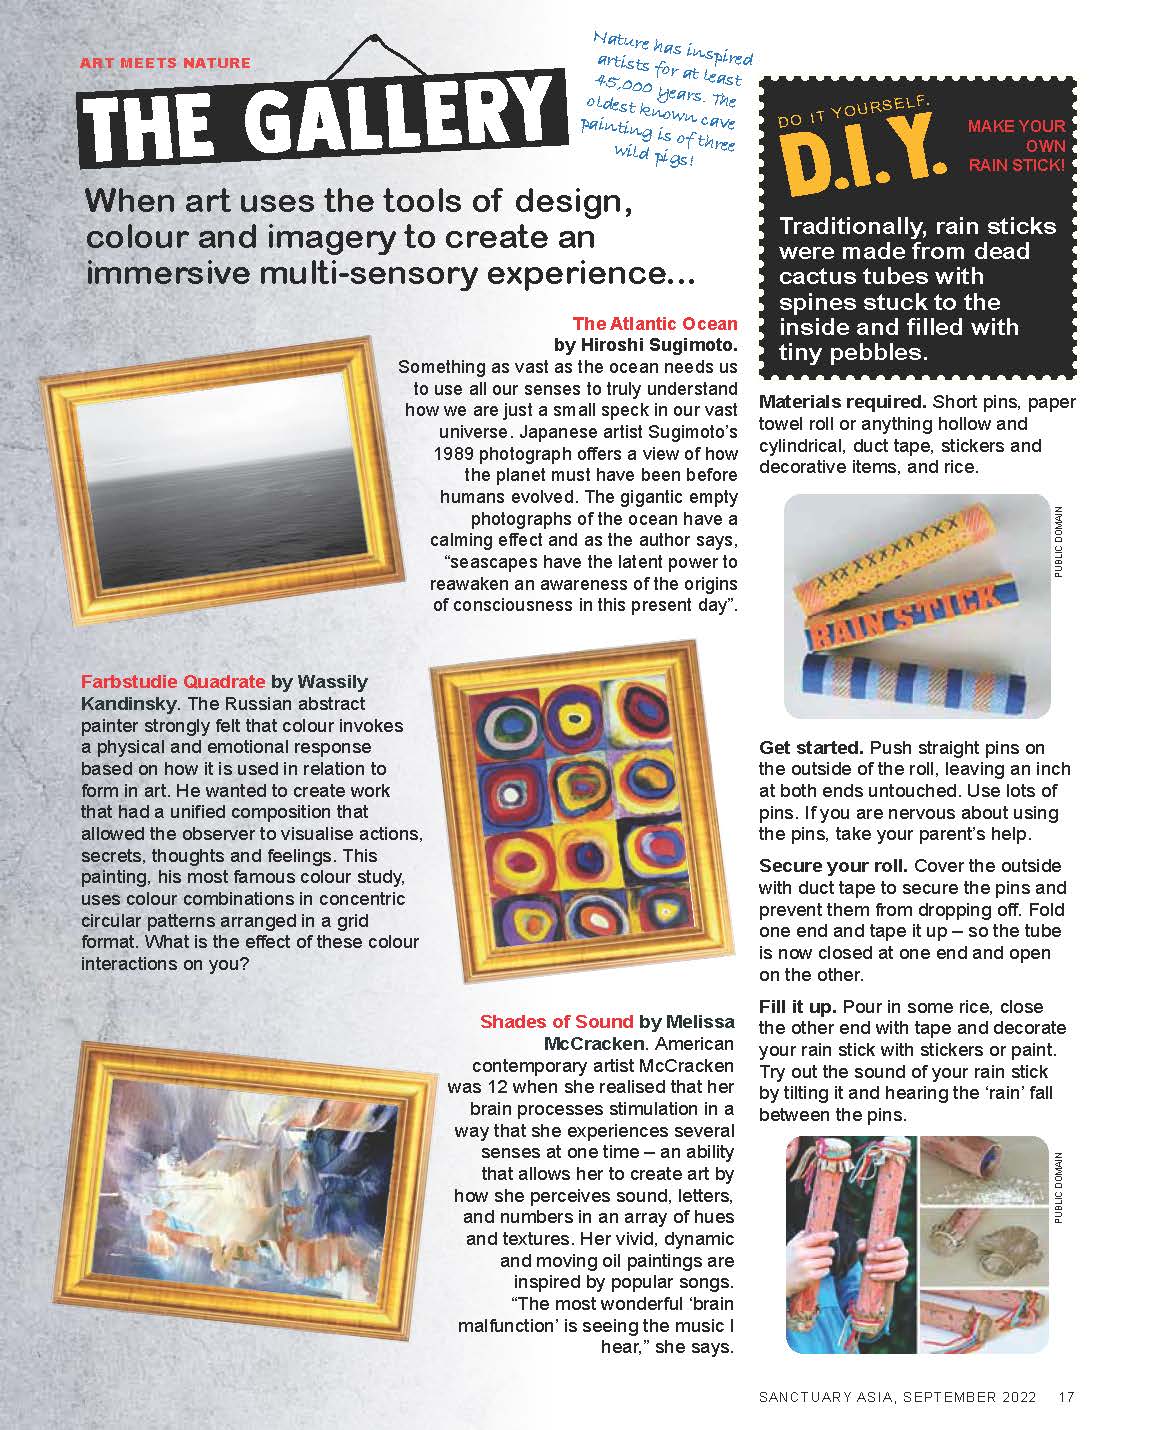 ART MEETS NATURE
THE GALLERY
Nature has inspired
artists for at least
45,000 years. The
oldest known cave
painting is of three
wild pigs!
When art uses the tools of design,
colour and imagery to create an
immersive multi-sensory experience...
The Atlantic Ocean
by Hiroshi Sugimoto.
Something as vast as the ocean needs us
to use all our senses to truly understand
how we are just a small speck in our vast
universe. Japanese artist Sugimoto's
1989 photograph offers a view of how
the planet must have been before
humans evolved. The gigantic empty
photographs of the ocean have a
calming effect and as the author says,
“seascapes have the latent power to
reawaken an awareness of the origins
of consciousness in this present day”.
Farbstudie Quadrate by Wassily
Kandinsky. The Russian abstract
painter strongly felt that colour invokes
a physical and emotional response
based on how it is used in relation to
form in art. He wanted to create work
that had a unified composition that
allowed the observer to visualise actions,
secrets, thoughts and feelings. This
painting, his most famous colour study,
uses colour combinations in concentric
circular patterns arranged in a grid
format. What is the effect of these colour
interactions on you?
Shades of Sound by Melissa
McCracken. American
contemporary artist McCracken
was 12 when she realised that her
brain processes stimulation in a
way that she experiences several
senses at one time – an ability
that allows her to create art by
how she perceives sound, letters,
and numbers in an array of hues
and textures. Her vivid, dynamic
and moving oil paintings are
inspired by popular songs.
“The most wonderful ‘brain
malfunction’ is seeing the music I
hear,” she says.
DO IT YOURSELF.
D.I.Y.
MAKE YOUR
OWN
RAIN STICK!
Traditionally, rain sticks
were made from dead
cactus tubes with
spines stuck to the
inside and filled with
tiny pebbles.
Materials required. Short pins, paper
towel roll or anything hollow and
cylindrical, duct tape, stickers and
decorative items, and rice.
RAIN STICK
PUBLIC DOMAIN
Get started. Push straight pins on
the outside of the roll, leaving an inch
at both ends untouched. Use lots of
pins. If you are nervous about using
the pins, take your parent’s help.
Secure your roll. Cover the outside
with duct tape to secure the pins and
prevent them from dropping off. Fold
one end and tape it up – so the tube
is now closed at one end and open
on the other.
Fill it up. Pour in some rice, close
the other end with tape and decorate
your rain stick with stickers or paint.
Try out the sound of your rain stick
by tilting it and hearing the ‘rain’ fall
between the pins.
PUBLIC DOMAIN
SANCTUARY ASIA, SEPTEMBER 2022 17